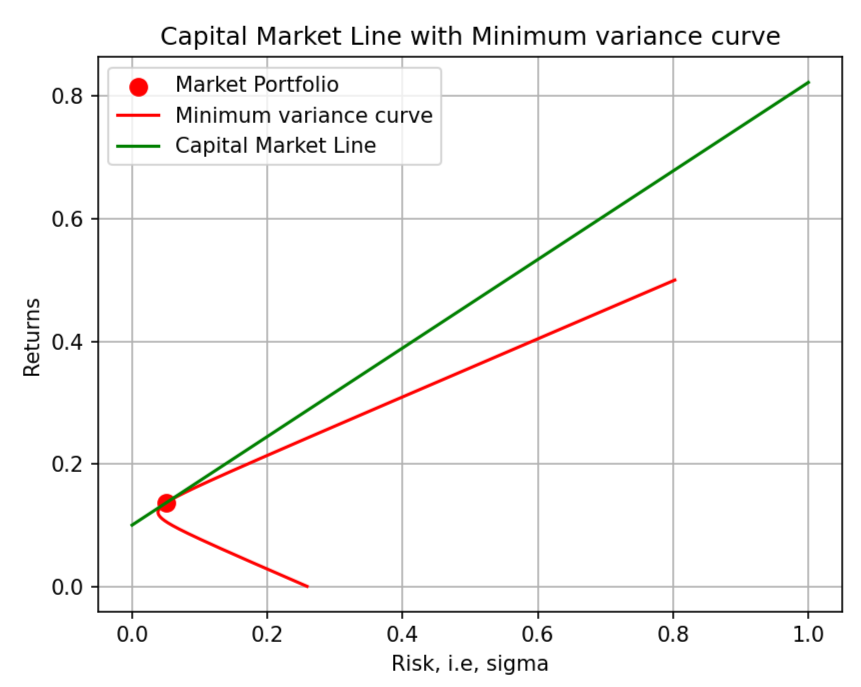 Capital Market Line with Minimum variance curve
Market Portfolio
Minimum variance curve
Capital Market Line
Returns
0.8
0.6
0.4
0.2
0.0
0.0 0.2 0.4 0.6 0.8 1.0
Risk, i.e, sigma